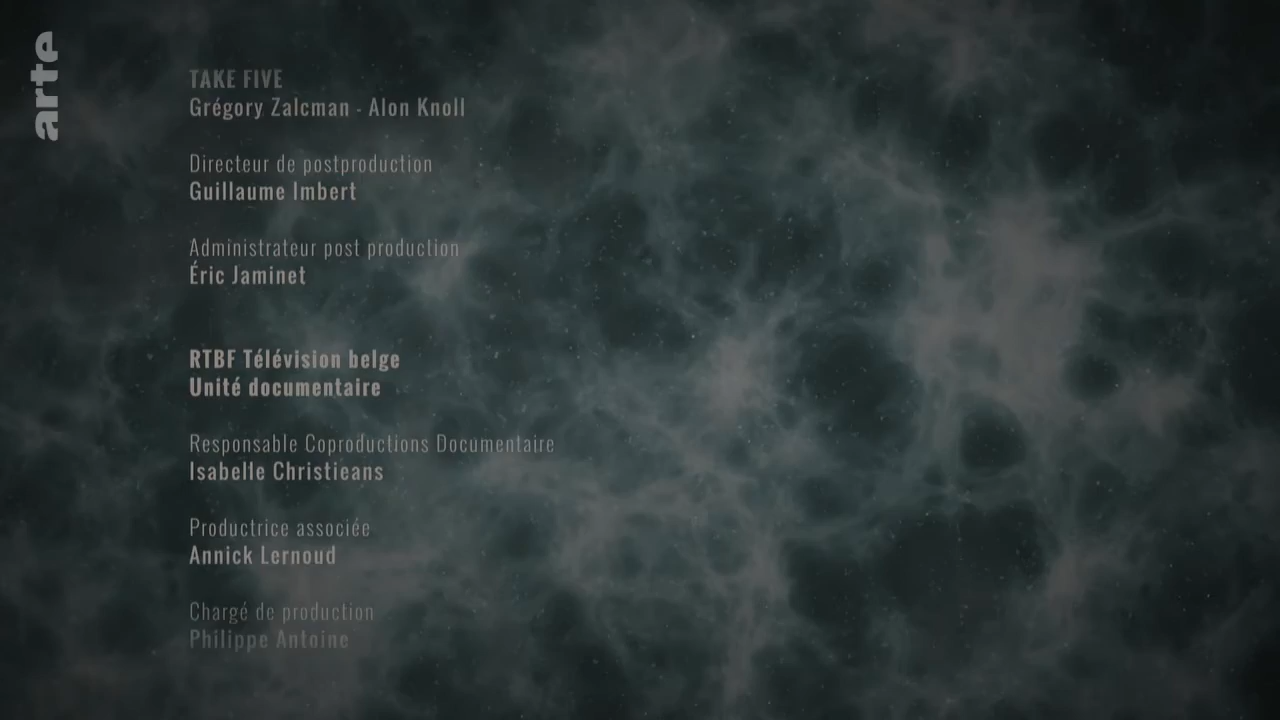 arte
TAKE FIVE
Grégory Zalcman - Alon Knoll
Directeur de postproduction
Guillaume Imbert
Administrateur post production
Éric Jaminet
RTBF Télévision belge
Unité documentaire
Responsable Coproductions Documentaire
Isabelle Christieans
Productrice associée
Annick Lernoud
Chargé de production
Philippe Antoine